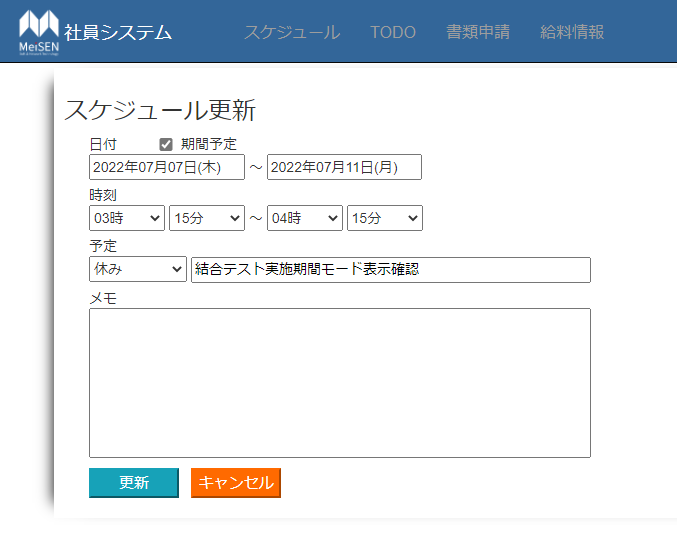 MeiSEN 社員システム スケジュール TODO 書類申請 給料情報
スケジュール更新
日付 期間予定
2022年07月07日(木) ～ 2022年07月11日(月)
時刻
03時 15分 ～ 04時 15分
予定
休み 結合テスト実施期間モード表示確認
メモ
更新 キャンセル